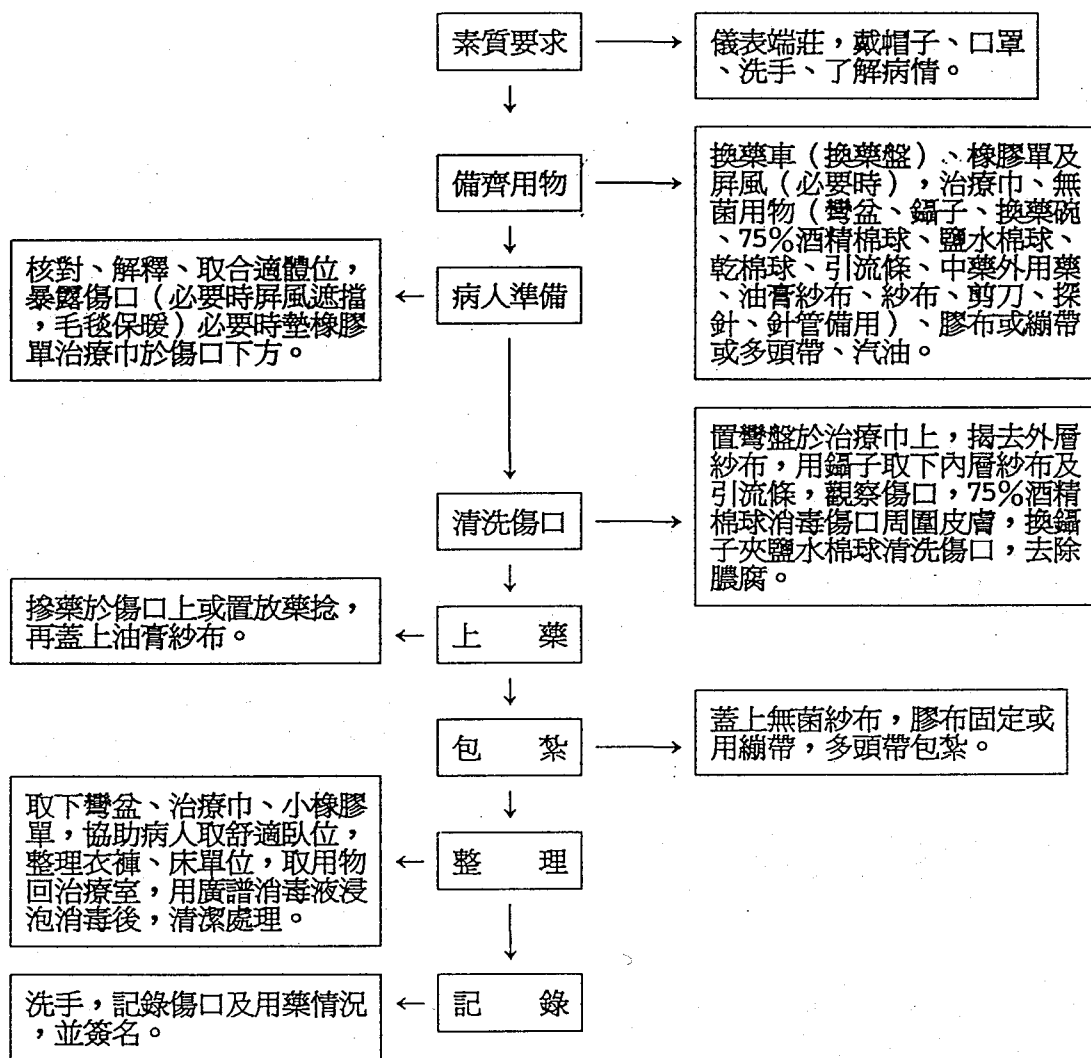 素質要求
儀表端莊，戴帽子、口罩
、洗手、了解病情。
備齊用物
換藥車（換藥盤）、橡膠單及
屏風（必要時），治療巾、無
菌用物（彎盆、鑷子、換藥碗
、75％酒精棉球、鹽水棉球、
乾棉球、引流條、中藥外用藥
、油膏紗布、紗布、剪刀、探
針、針管備用）、膠布或繃帶
或多頭帶、汽油。
病人準備
核對、解釋、取合適體位，
暴露傷口（必要時屏風遮擋
，毛毯保暖）必要時墊橡膠
單治療巾於傷口下方。
清洗傷口
置彎盤於治療巾上，揭去外層
紗布，用鑷子取下內層紗布及
引流條，觀察傷口，75％酒精
棉球消毒傷口周圍皮膚，換鑷
子夾鹽水棉球清洗傷口，去除
膿腐。
上　藥
摻藥於傷口上或置放藥捻，
再蓋上油膏紗布。
包　紮
蓋上無菌紗布，膠布固定或
用繃帶，多頭帶包紮。
整　理
取下彎盆、治療巾、小橡膠
單，協助病人取舒適臥位，
整理衣褲、床單位，取用物
回治療室，用廣譜消毒液浸
泡消毒後，清潔處理。
記　錄
洗手，記錄傷口及用藥情況
，並簽名。